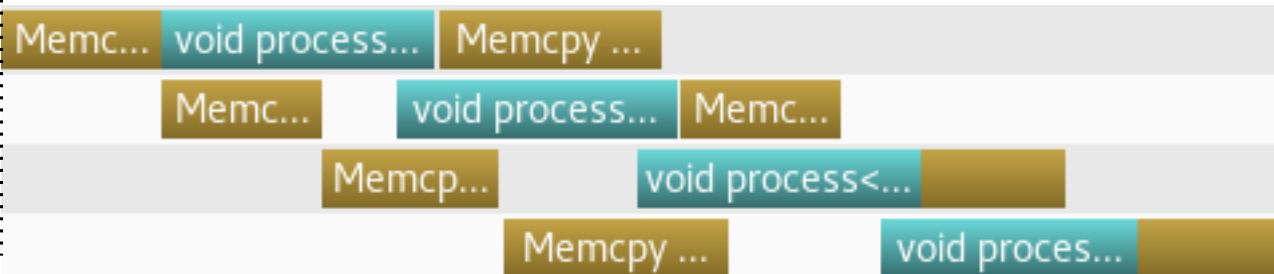 Memc... void process... Memcpy ...
Memc... void process... Memc...
Memcp... void process<...
Memcpy ... void proces...